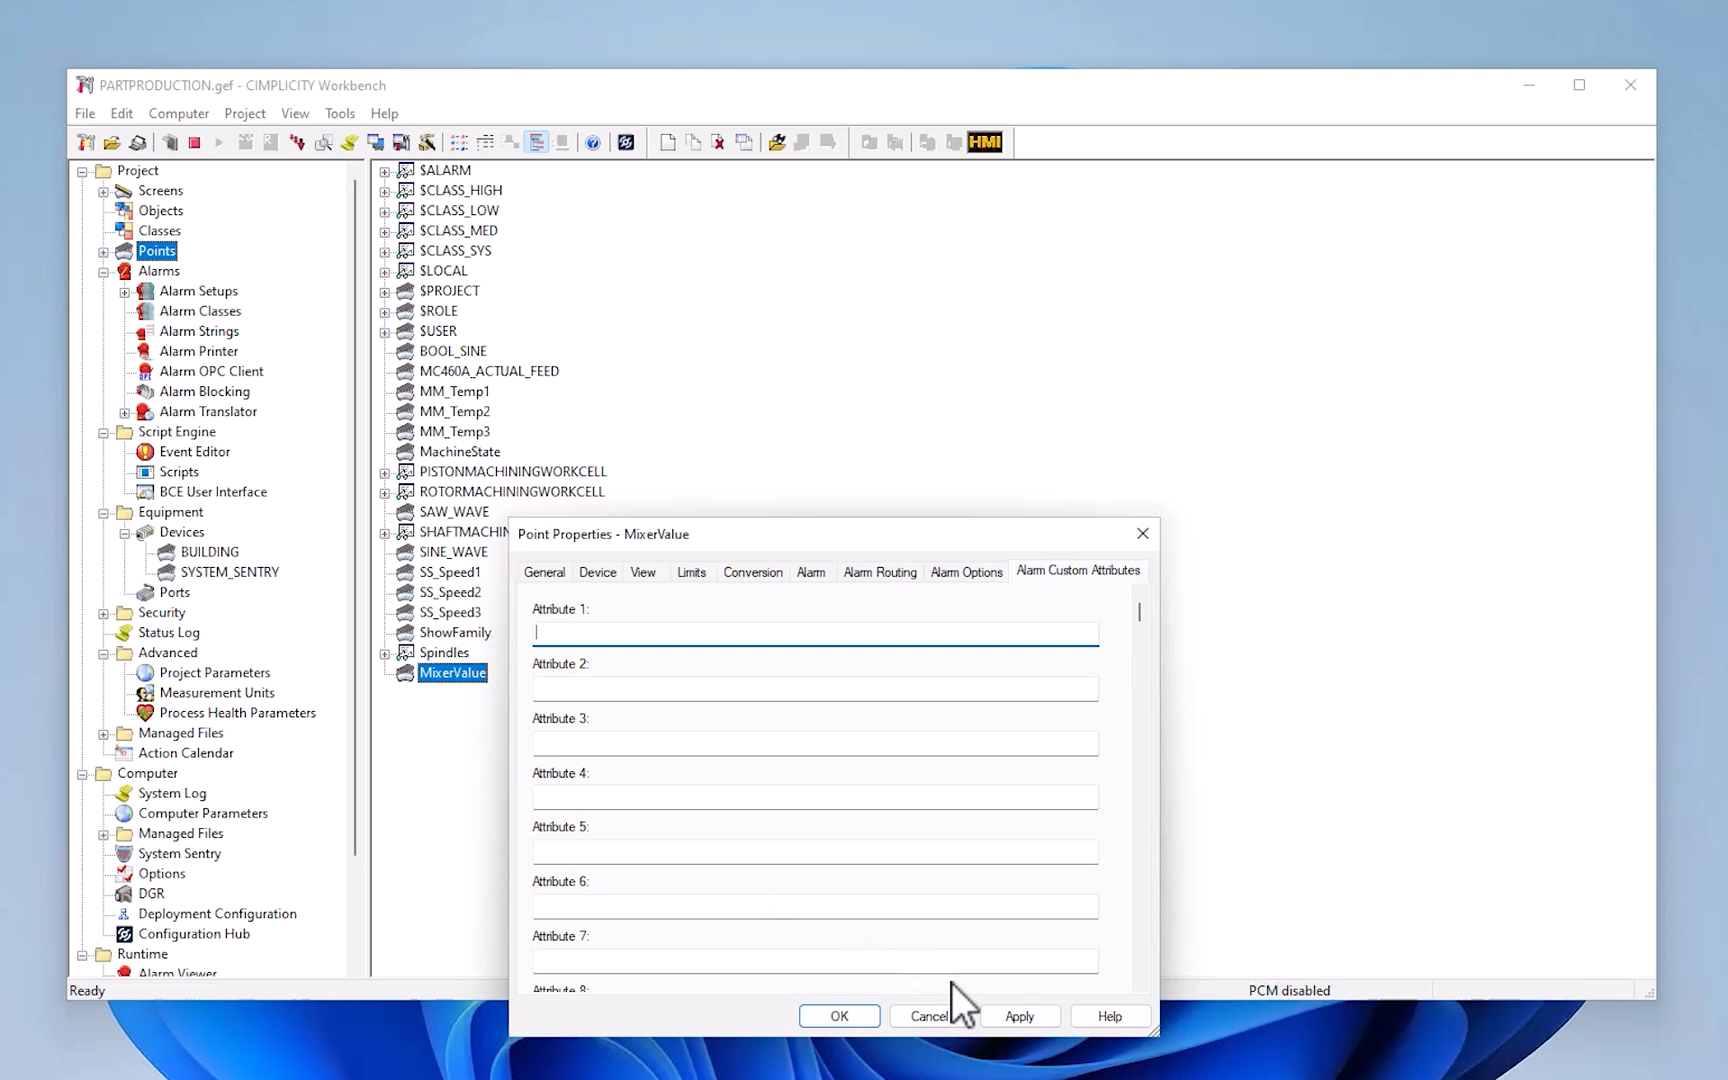 PARTPRODUCTION.gef - CIMPLICITY Workbench
File Edit Computer Project View Tools Help
HMI
Project
Screens
Objects
Classes
Points
Alarms
Alarm Setups
Alarm Classes
Alarm Strings
Alarm Printer
Alarm OPC Client
Alarm Blocking
Alarm Translator
Script Engine
Event Editor
Scripts
BCE User Interface
Equipment
Devices
BUILDING
SYSTEM_SENTRY
Ports
Security
Status Log
Advanced
Project Parameters
Measurement Units
Process Health Parameters
Managed Files
Action Calendar
Computer
System Log
Computer Parameters
Managed Files
System Sentry
Options
DGR
Deployment Configuration
Configuration Hub
Runtime
Alarm Viewer
$ALARM
$CLASS_HIGH
$CLASS_LOW
$CLASS_MED
$CLASS_SYS
$LOCAL
$PROJECT
$ROLE
$USER
BOOL_SINE
MC460A_ACTUAL_FEED
MM_Temp1
MM_Temp2
MM_Temp3
MachineState
PISTONMACHININGWORKCELL
ROTORMACHININGWORKCELL
SAW_WAVE
SHAFTMACHIN
SINE_WAVE
SS_Speed1
SS_Speed2
SS_Speed3
ShowFamily
Spindles
MixerValue
Point Properties - MixerValue
General Device View Limits Conversion Alarm Alarm Routing Alarm Options Alarm Custom Attributes
Attribute 1:
Attribute 2:
Attribute 3:
Attribute 4:
Attribute 5:
Attribute 6:
Attribute 7:
Attribute 8:
OK Cancel Apply Help
Ready PCM disabled